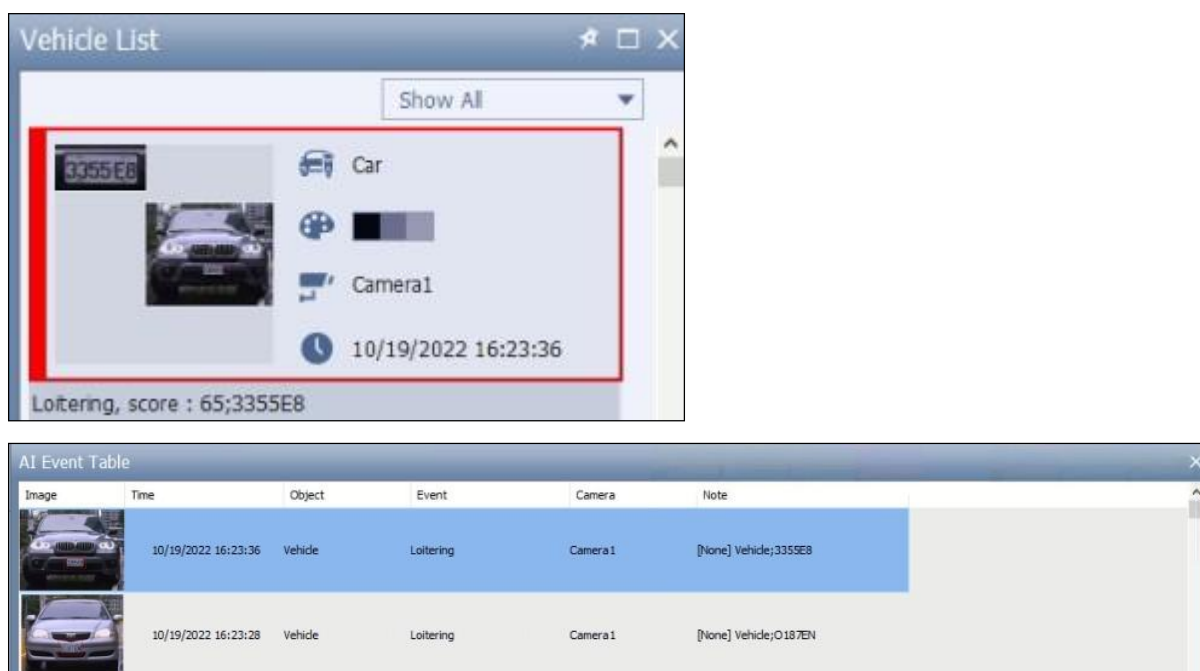 Vehicle List
Show All
3355E8
Car
Camera1
10/19/2022 16:23:36
Loitering, score : 65;3355E8
AI Event Table
Image Time Object Event Camera Note
10/19/2022 16:23:36 Vehicle Loitering Camera1 [None] Vehicle;3355E8
10/19/2022 16:23:28 Vehicle Loitering Camera1 [None] Vehicle;O187EN